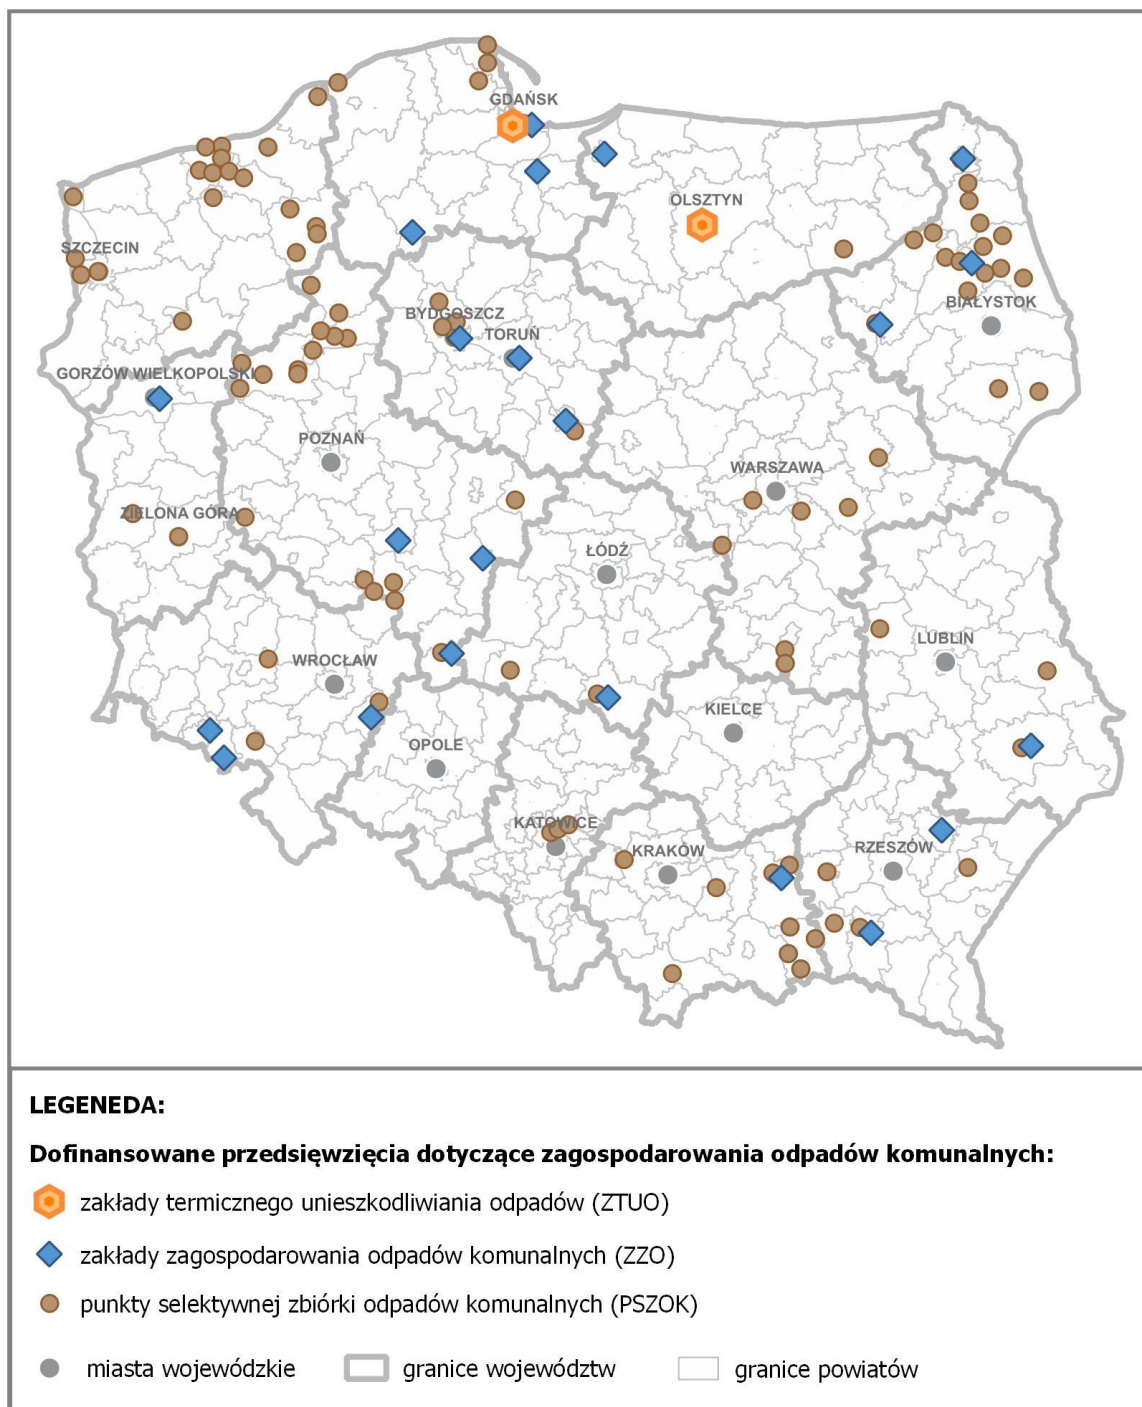 GDAŃSK
OLSZTYN
SZCZECIN
BIAŁYSTOK
BYDGOSZCZ
TORUŃ
GORZÓW WIELKOPOLSKI
POZNAŃ
WARSZAWA
ZIELONA GÓRA
ŁÓDŹ
LUBLIN
WROCŁAW
KIELCE
OPOLE
KATOWICE
KRAKÓW
RZESZÓW
LEGENEDA:
Dofinansowane przedsięwzięcia dotyczące zagospodarowania odpadów komunalnych:
zakłady termicznego unieszkodliwiania odpadów (ZTUO)
zakłady zagospodarowania odpadów komunalnych (ZZO)
punkty selektywnej zbiórki odpadów komunalnych (PSZOK)
miasta wojewódzkie granice województw granice powiatów